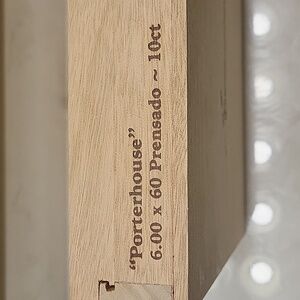 “Porterhouse”
6.00 x 60 Prensado ~ 10ct